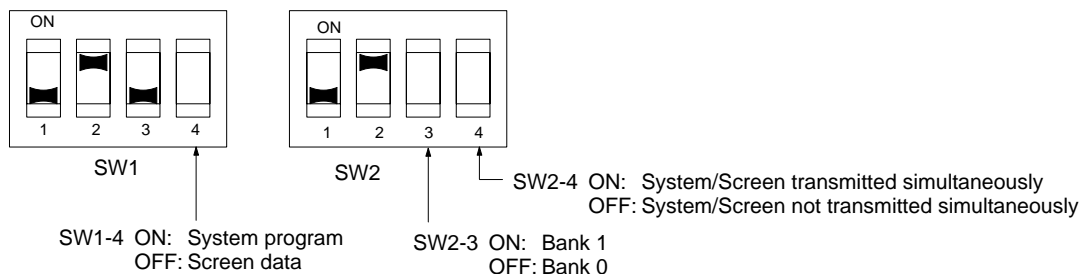 ON
1 2 3 4
SW1
ON
1 2 3 4
SW2
SW2-4 ON: System/Screen transmitted simultaneously
OFF: System/Screen not transmitted simultaneously
SW1-4 ON: System program
OFF: Screen data
SW2-3 ON: Bank 1
OFF: Bank 0